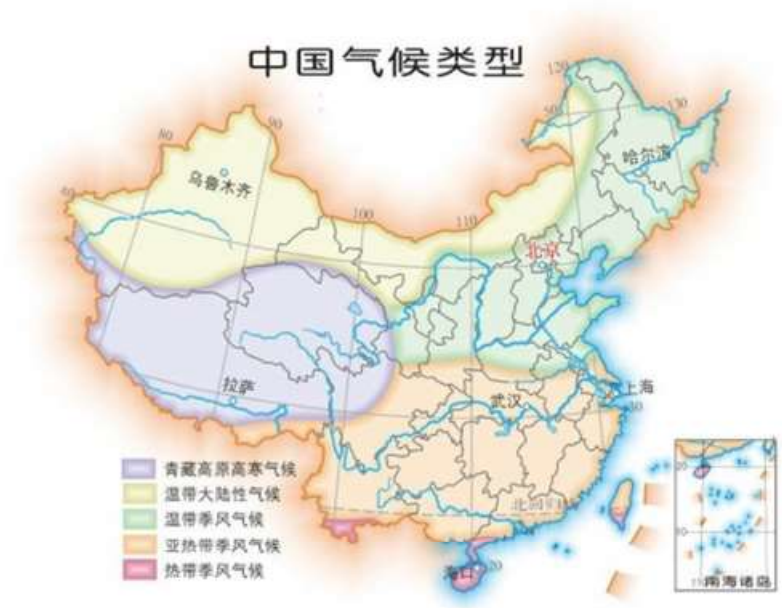 中国气候类型
120
50
130
80
90
哈尔滨
乌鲁木齐
100
110
北京
拉萨
武汉
上海
30
青藏高原高寒气候
温带大陆性气候
温带季风气候
亚热带季风气候
热带季风气候
海口
20
20
10
110
南海诸岛